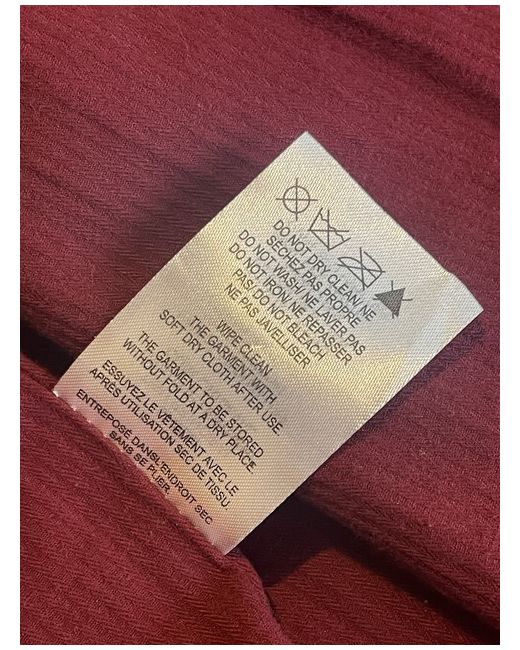 DO NOT DRY CLEAN/ NE
SÉCHEZ PAS PROPRE
DO NOT WASH/ NE LAVER PAS
DO NOT IRON/ NE REPASSER
PAS/ DO NOT BLEACH
NE PAS JAVELLISER
WIPE CLEAN
THE GARMENT WITH
SOFT DRY CLOTH AFTER USE.
THE GARMENT TO BE STORED
WITHOUT FOLD AT A DRY PLACE
ESSUYEZ LE VÊTEMENT AVEC LE
APRÈS UTILISATION SEC DE TISSU.
ENTREPOSÉ DANSL'ENDROIT SEC
SANS SE PLIER